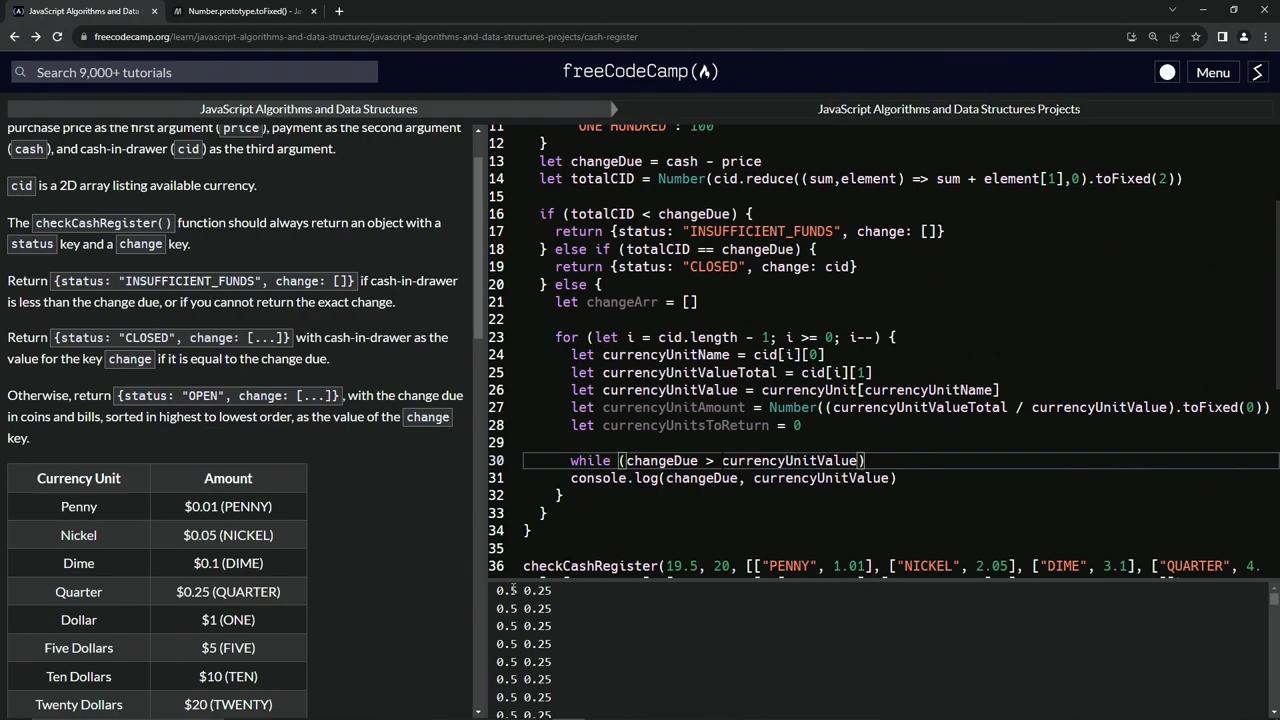 JavaScript Algorithms and Data S
Number.prototype.toFixed() - J
freecodecamp.org/learn/javascript-algorithms-and-data-structures/javascript-algorithms-and-data-structures-projects/cash-register
Search 9,000+ tutorials
freeCodeCamp(🔥)
Menu
JavaScript Algorithms and Data Structures
JavaScript Algorithms and Data Structures Projects
purchase price as the first argument (price), payment as the second argument
(cash), and cash-in-drawer (cid) as the third argument.
cid is a 2D array listing available currency.
The checkCashRegister() function should always return an object with a
status key and a change key.
Return {status: "INSUFFICIENT_FUNDS", change: []} if cash-in-drawer
is less than the change due, or if you cannot return the exact change.
Return {status: "CLOSED", change: [...]} with cash-in-drawer as the
value for the key change if it is equal to the change due.
Otherwise, return {status: "OPEN", change: [...]}, with the change due
in coins and bills, sorted in highest to lowest order, as the value of the change
key.
Currency Unit Amount
Penny $0.01 (PENNY)
Nickel $0.05 (NICKEL)
Dime $0.1 (DIME)
Quarter $0.25 (QUARTER)
Dollar $1 (ONE)
Five Dollars $5 (FIVE)
Ten Dollars $10 (TEN)
Twenty Dollars $20 (TWENTY)
11 'ONE HUNDRED': 100
12 }
13 let changeDue = cash - price
14 let totalCID = Number(cid.reduce((sum,element) => sum + element[1],0).toFixed(2))
15
16 if (totalCID < changeDue) {
17 return {status: "INSUFFICIENT_FUNDS", change: []}
18 } else if (totalCID == changeDue) {
19 return {status: "CLOSED", change: cid}
20 } else {
21 let changeArr = []
22
23 for (let i = cid.length - 1; i >= 0; i--) {
24 let currencyUnitName = cid[i][0]
25 let currencyUnitValueTotal = cid[i][1]
26 let currencyUnitValue = currencyUnit[currencyUnitName]
27 let currencyUnitAmount = Number((currencyUnitValueTotal / currencyUnitValue).toFixed(0))
28 let currencyUnitsToReturn = 0
29
30 while (changeDue > currencyUnitValue)
31 console.log(changeDue, currencyUnitValue)
32 }
33 }
34 }
35
36 checkCashRegister(19.5, 20, [["PENNY", 1.01], ["NICKEL", 2.05], ["DIME", 3.1], ["QUARTER", 4.
0.5 0.25
0.5 0.25
0.5 0.25
0.5 0.25
0.5 0.25
0.5 0.25
0.5 0.25
0.5 0.25